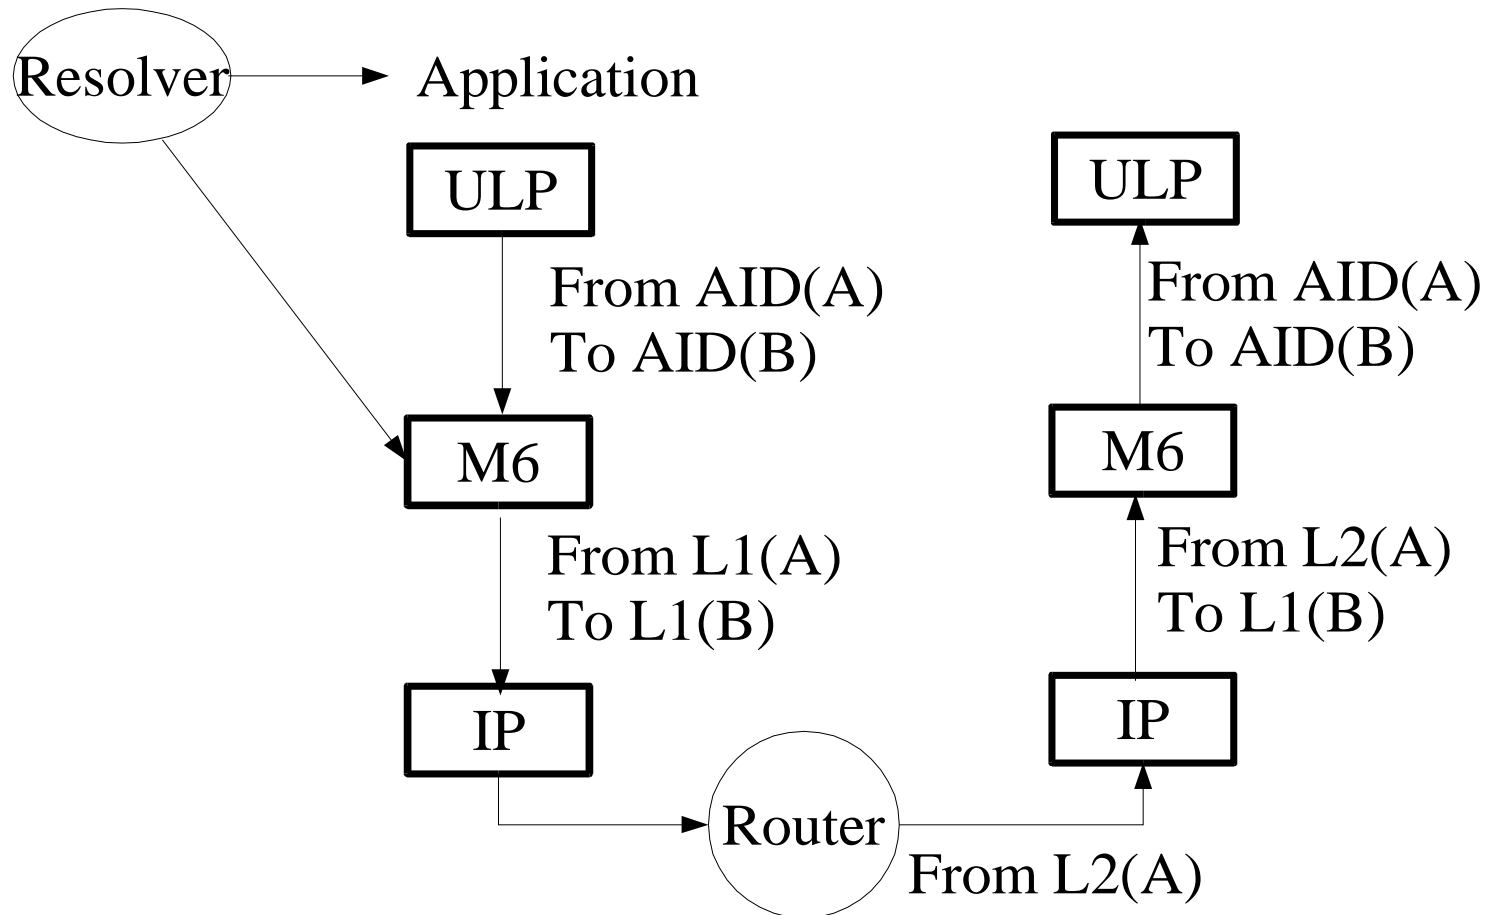 Resolver
Application
ULP
From AID(A)
To AID(B)
M6
From L1(A)
To L1(B)
IP
Router
From L2(A)
IP
From L2(A)
To L1(B)
M6
From AID(A)
To AID(B)
ULP